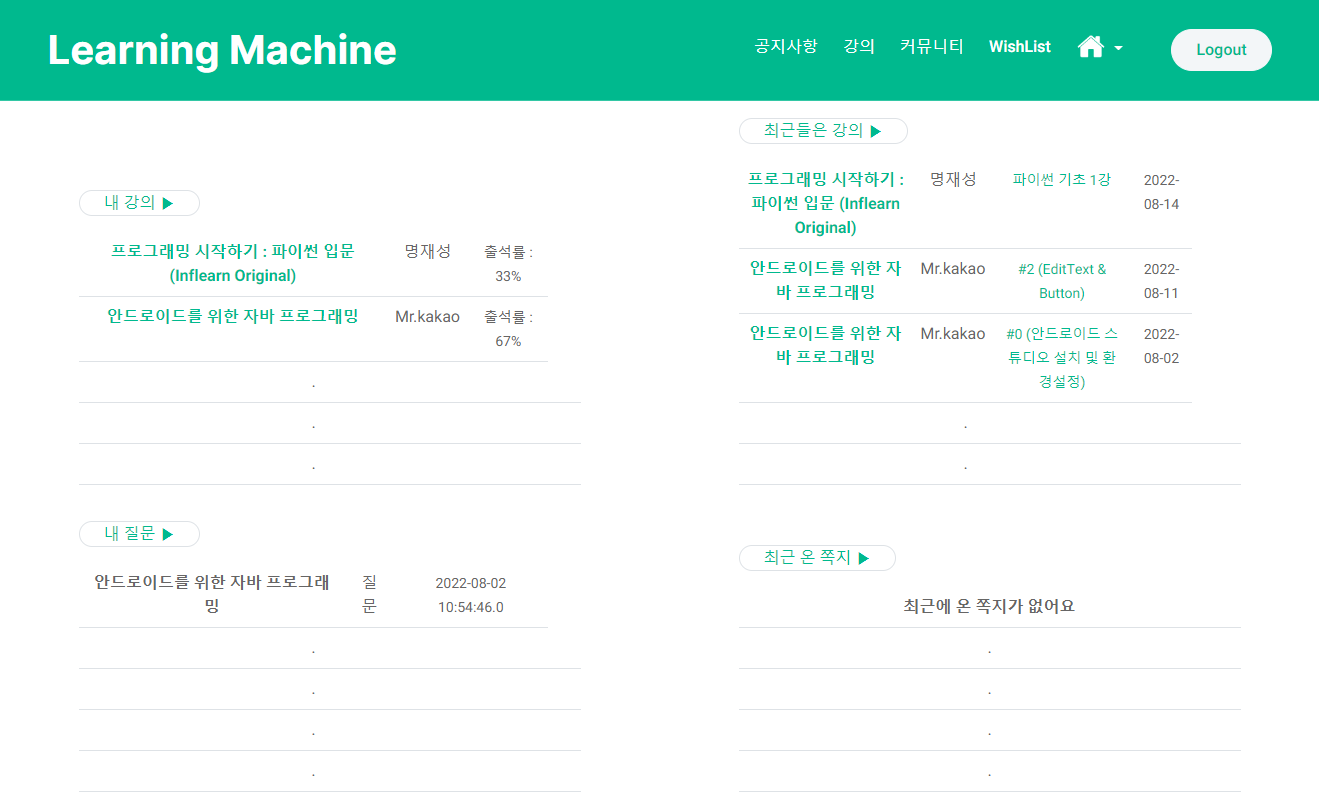 Learning Machine
공지사항 강의 커뮤니티 WishList
Logout
내 강의 ▶
프로그래밍 시작하기 : 파이썬 입문 명재성 출석률 :
(Inflearn Original) 33%
안드로이드를 위한 자바 프로그래밍 Mr.kakao 출석률 :
67%
.
.
.
최근들은 강의 ▶
프로그래밍 시작하기 : 명재성 파이썬 기초 1강 2022-
파이썬 입문 (Inflearn 08-14
Original)
안드로이드를 위한 자 Mr.kakao #2 (EditText & 2022-
바 프로그래밍 Button) 08-11
안드로이드를 위한 자 Mr.kakao #0 (안드로이드 스 2022-
바 프로그래밍 튜디오 설치 및 환 08-02
경설정)
.
.
내 질문 ▶
안드로이드를 위한 자바 프로그래 질 2022-08-02
밍 문 10:54:46.0
.
.
.
.
최근 온 쪽지 ▶
최근에 온 쪽지가 없어요
.
.
.
.